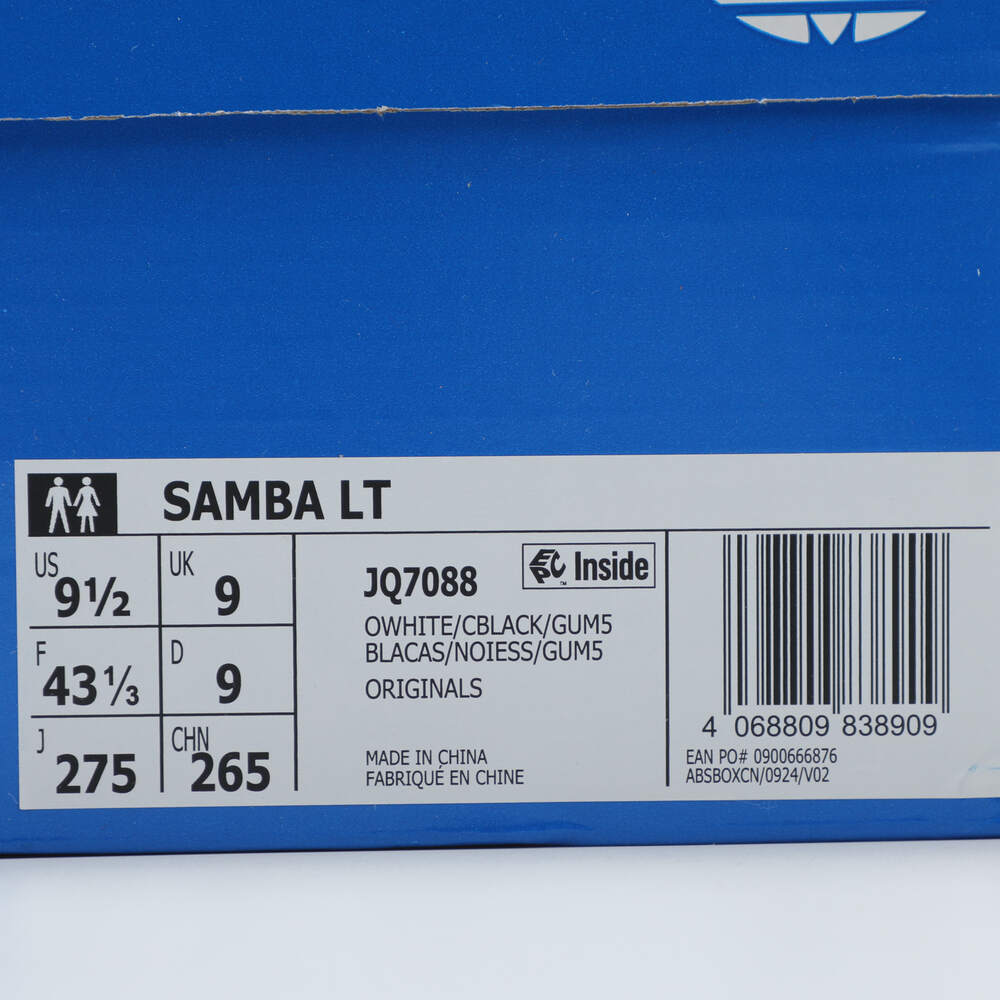 SAMBA LT
US
9½
UK
9
F
43⅓
D
9
J
275
CHN
265
JQ7088
EPC™ Inside
OWHITE/CBLACK/GUM5
BLACAS/NOIESS/GUM5
ORIGINALS
MADE IN CHINA
FABRIQUÉ EN CHINE
4 068809 838909
EAN PO# 0900666876
ABSBOXCN/0924/V02